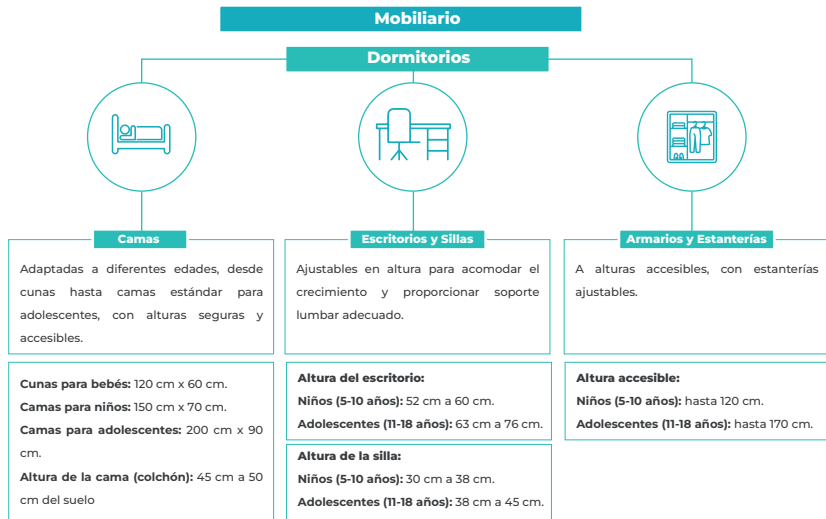 Mobiliario
Dormitorios
Camas
Adaptadas a diferentes edades, desde
cunas hasta camas estándar para
adolescentes, con alturas seguras y
accesibles.
Cunas para bebés: 120 cm x 60 cm.
Camas para niños: 150 cm x 70 cm.
Camas para adolescentes: 200 cm x 90
cm.
Altura de la cama (colchón): 45 cm a 50
cm del suelo
Escritorios y Sillas
Ajustables en altura para acomodar el
crecimiento y proporcionar soporte
lumbar adecuado.
Altura del escritorio:
Niños (5-10 años): 52 cm a 60 cm.
Adolescentes (11-18 años): 63 cm a 76 cm.
Altura de la silla:
Niños (5-10 años): 30 cm a 38 cm.
Adolescentes (11-18 años): 38 cm a 45 cm.
Armarios y Estanterías
A alturas accesibles, con estanterías
ajustables.
Altura accesible:
Niños (5-10 años): hasta 120 cm.
Adolescentes (11-18 años): hasta 170 cm.